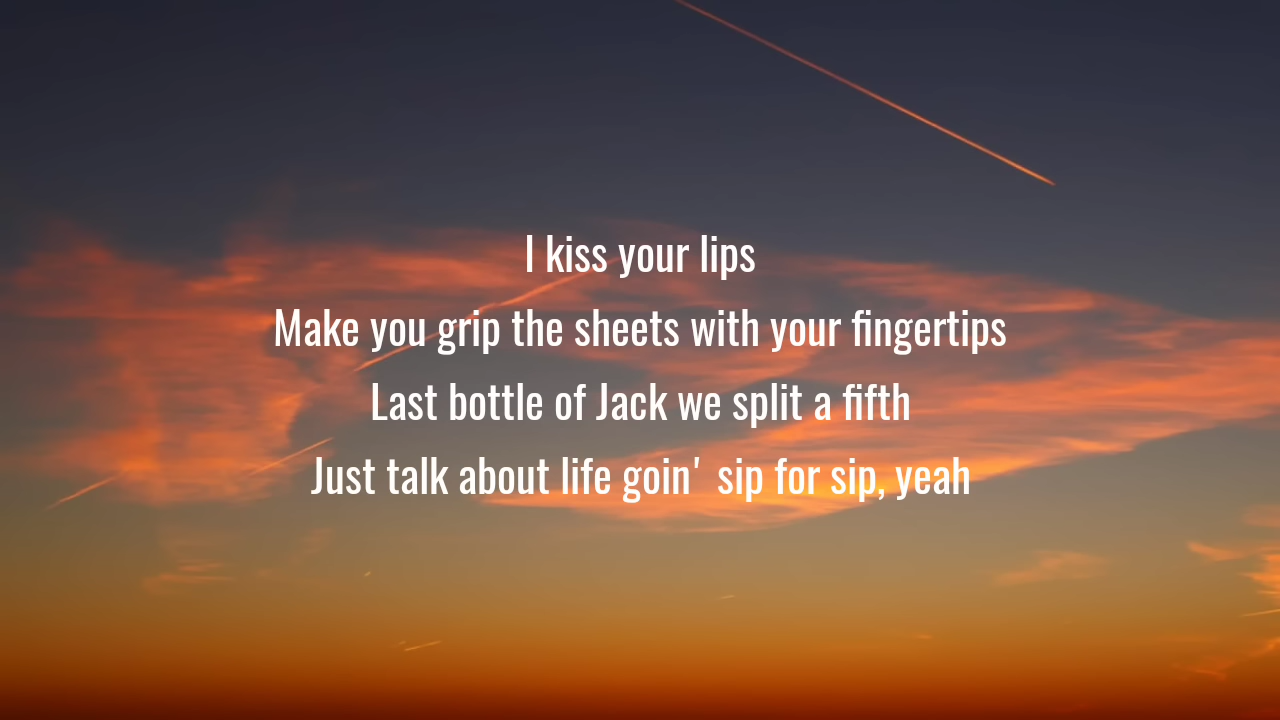 I kiss your lips
Make you grip the sheets with your fingertips
Last bottle of Jack we split a fifth
Just talk about life goin' sip for sip, yeah